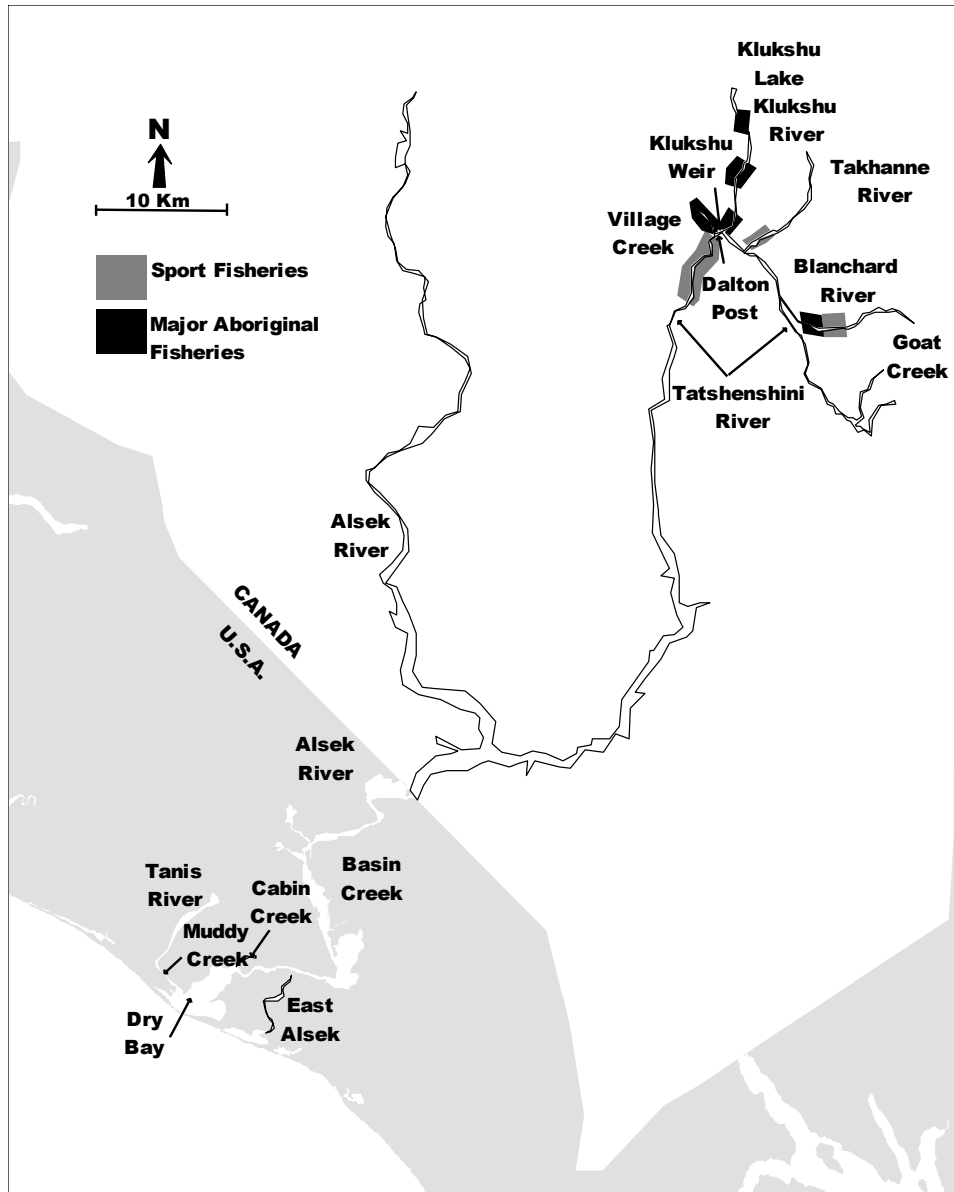 Klukshu
Lake
Klukshu
River
N
Klukshu
Weir
Takhanne
River
10 Km
Village
Creek
Sport Fisheries
Blanchard
River
Dalton
Post
Major Aboriginal
Fisheries
Goat
Creek
Tatshenshini
River
Alsek
River
CANADA
U.S.A.
Alsek
River
Basin
Creek
Tanis
River
Cabin
Creek
Muddy
Creek
East
Alsek
Dry
Bay